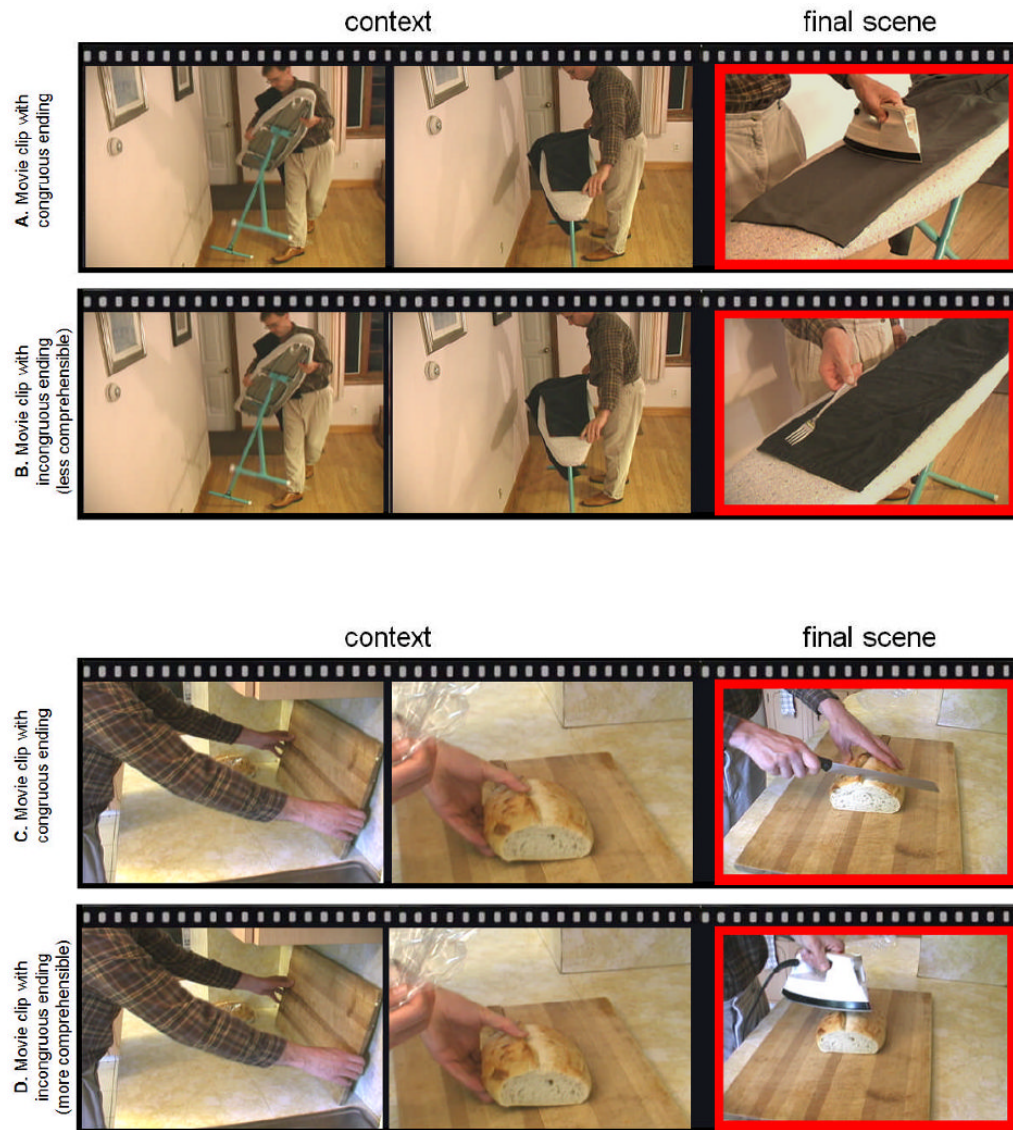 context
final scene
A. Movie clip with
congruous ending
B. Movie clip with
incongruous ending
(less comprehensible)
context
final scene
C. Movie clip with
congruous ending
D. Movie clip with
incongruous ending
(more comprehensible)